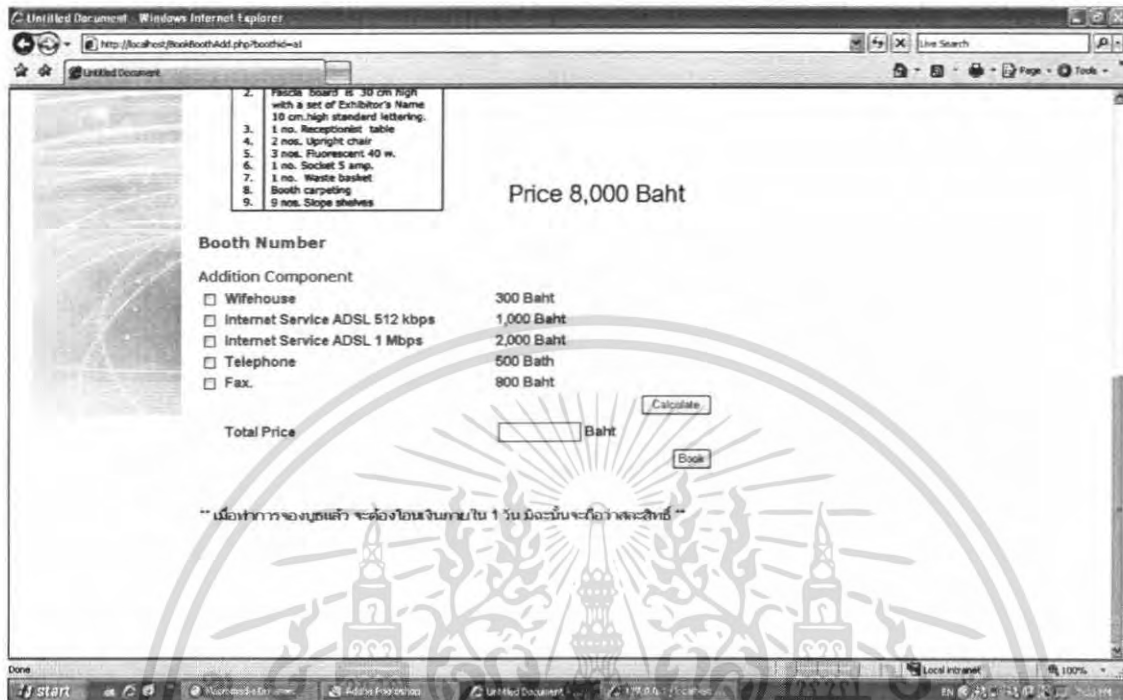 Untitled Document - Windows Internet Explorer
http://localhost/BookBoothAdd.php?boothid=a1
Live Search
Untitled Document
Page
Tools
2. Fascia board is 30 cm high
with a set of Exhibitor's Name
10 cm.high standard lettering.
3. 1 no. Receptionist table
4. 2 nos. Upright chair
5. 3 nos. Fluorescent 40 w.
6. 1 no. Socket 5 amp.
7. 1 no. Waste basket
8. Booth carpeting
9. 9 nos. Slope shelves
Price 8,000 Baht
Booth Number
Addition Component
Wifehouse 300 Baht
Internet Service ADSL 512 kbps 1,000 Baht
Internet Service ADSL 1 Mbps 2,000 Baht
Telephone 500 Bath
Fax. 800 Baht
Calculate
Total Price Baht
Book
** เมื่อทำการจองบูธแล้ว จะต้องโอนเงินภายใน 1 วัน มิฉะนั้นจะถือว่าสละสิทธิ์ **
Done
Local intranet
100%
start
Untitled Document
EN